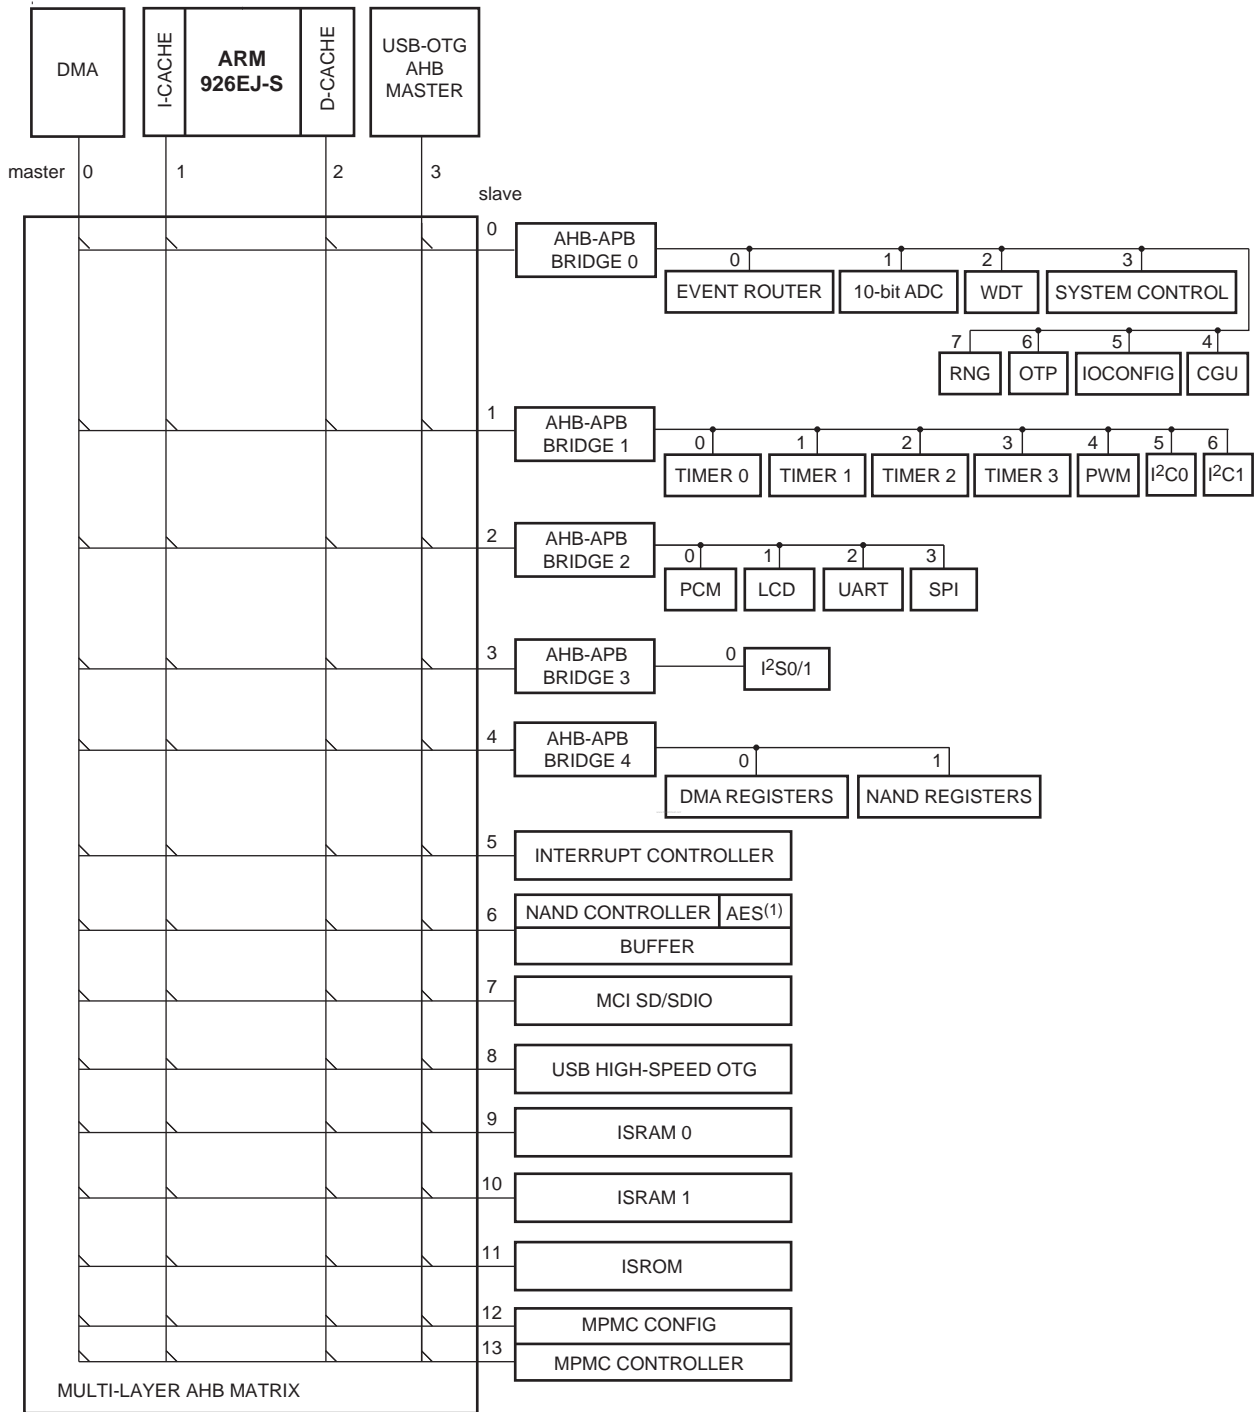 DMA
I-CACHE
ARM
926EJ-S
D-CACHE
USB-OTG
AHB
MASTER
master 0 1 2 3
slave
0 AHB-APB
BRIDGE 0
0 1 2 3
EVENT ROUTER 10-bit ADC WDT SYSTEM CONTROL
7 6 5 4
RNG OTP IOCONFIG CGU
1 AHB-APB
BRIDGE 1
0 1 2 3 4 5 6
TIMER 0 TIMER 1 TIMER 2 TIMER 3 PWM I²C0 I²C1
2 AHB-APB
BRIDGE 2
0 1 2 3
PCM LCD UART SPI
3 AHB-APB
BRIDGE 3
0 I²S0/1
4 AHB-APB
BRIDGE 4
0 1
DMA REGISTERS NAND REGISTERS
5 INTERRUPT CONTROLLER
6 NAND CONTROLLER AES(1)
BUFFER
7 MCI SD/SDIO
8 USB HIGH-SPEED OTG
9 ISRAM 0
10 ISRAM 1
11 ISROM
12 MPMC CONFIG
13 MPMC CONTROLLER
MULTI-LAYER AHB MATRIX